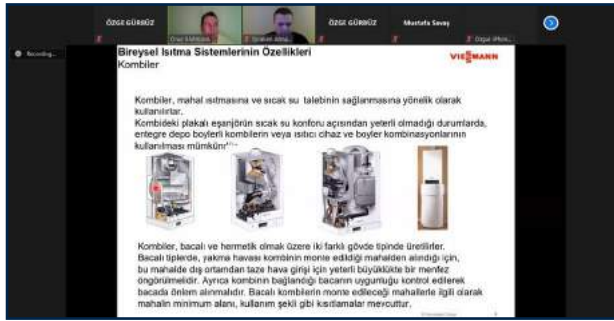 ÖZGE GÜRBÜZ
ÖZGE GÜRBÜZ
Mustafa Savaş
Recording...
Bireysel Isıtma Sistemlerinin Özellikleri
Kombiler
VIESMANN
Kombiler, mahal ısıtmasına ve sıcak su talebinin sağlanmasına yönelik olarak
kullanılırlar.
Kombideki plakalı eşanjörün sıcak su konforu açısından yeterli olmadığı durumlarda,
entegre depo boylerli kombilerin veya ısıtıcı cihaz ve boyler kombinasyonlarının
kullanılması
Kombiler, bacalı ve hermetik olmak üzere iki farklı gövde tipinde üretilirler.
Bacalı tiplerde, yakma havası kombinin monte edildiği mahalden alındığı için,
bu mahalde dış ortamdan taze hava girişi için yeterli büyüklükte bir menfez
öngörülmelidir. Ayrıca kombinin bağlandığı bacanın uygunluğu kontrol edilerek
bacada önlem alınmalıdır. Bacalı kombilerin monte edileceği mahallerle ilgili olarak
mahalin minimum alanı, kullanım şekli gibi kısıtlamalar mevcuttur.